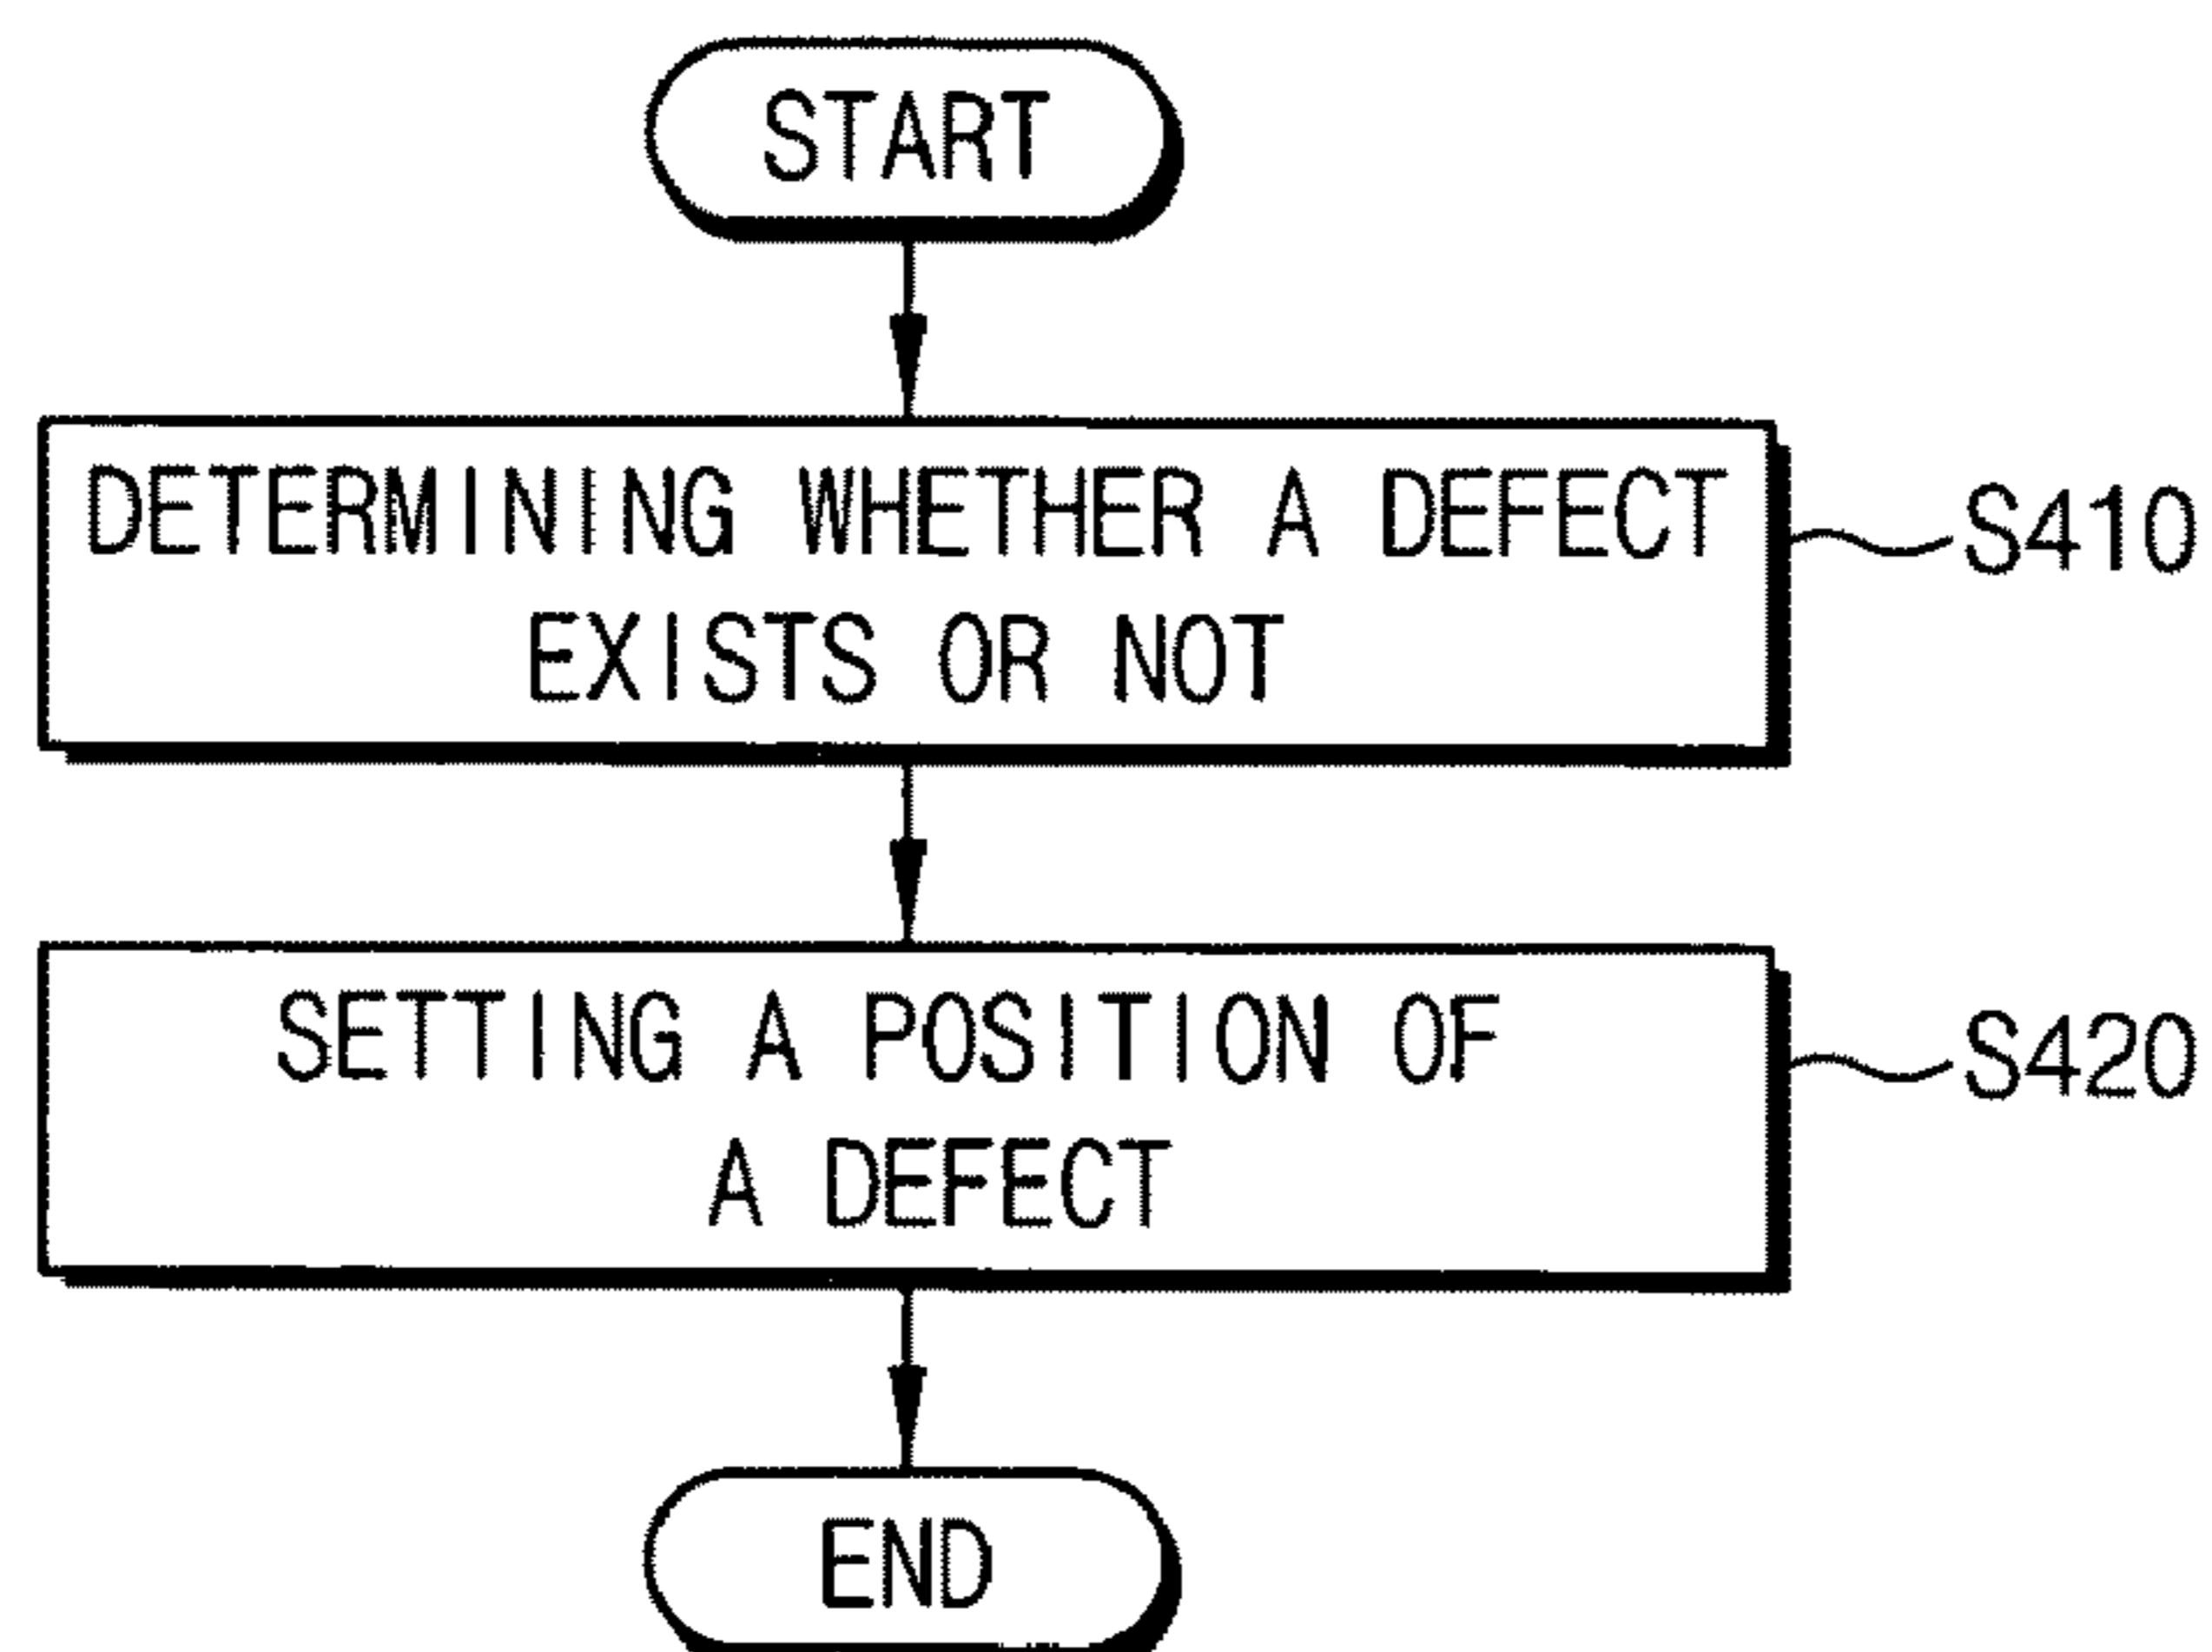 START
DETERMINING WHETHER A DEFECT
EXISTS OR NOT
S410
SETTING A POSITION OF
A DEFECT
S420
END